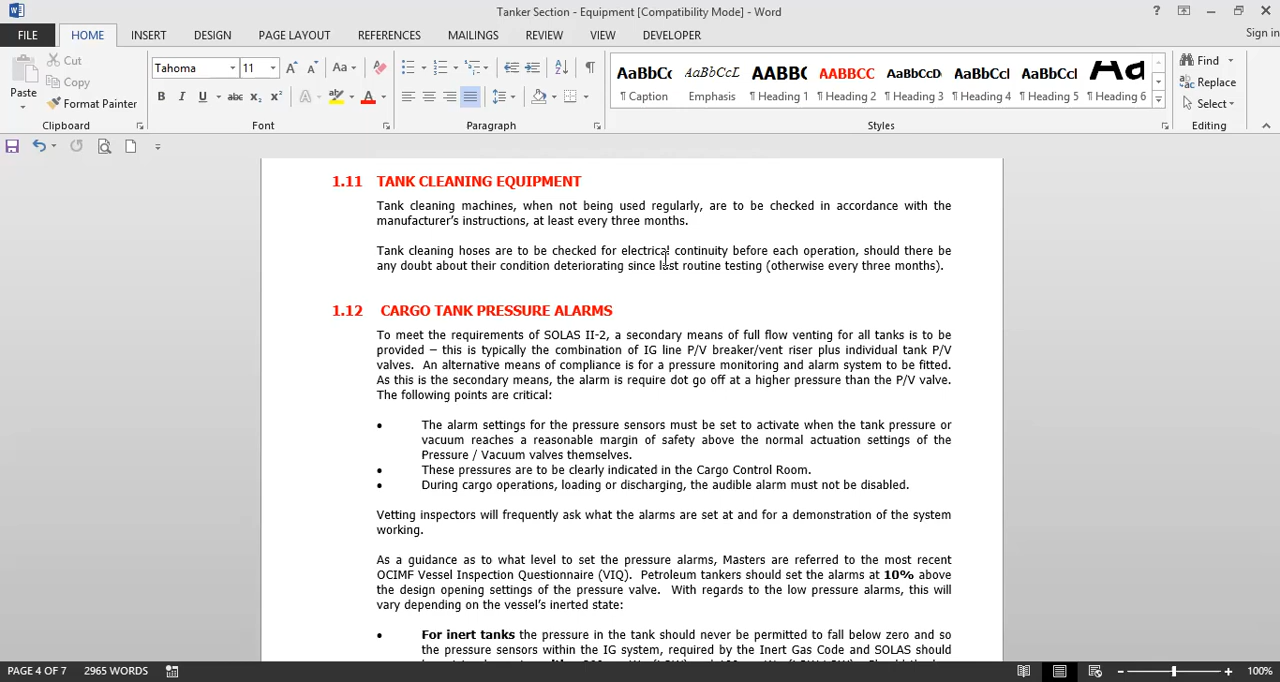 Tanker Section - Equipment [Compatibility Mode] - Word
Sign in
FILE HOME INSERT DESIGN PAGE LAYOUT REFERENCES MAILINGS REVIEW VIEW DEVELOPER
Paste
Cut
Copy
Format Painter
Clipboard
Tahoma 11
Font
Paragraph
AaBbCc AaBbCcL AABBC AABBCC AaBbCcD AaBbCcl AaBbCcl AaBbCc
¶ Caption Emphasis ¶ Heading 1 ¶ Heading 2 ¶ Heading 3 ¶ Heading 4 ¶ Heading 5 ¶ Heading 6
Styles
Find
Replace
Select
Editing
1.11 TANK CLEANING EQUIPMENT
Tank cleaning machines, when not being used regularly, are to be checked in accordance with the
manufacturer's instructions, at least every three months.
Tank cleaning hoses are to be checked for electrical continuity before each operation, should there be
any doubt about their condition deteriorating since last routine testing (otherwise every three months).
1.12 CARGO TANK PRESSURE ALARMS
To meet the requirements of SOLAS II-2, a secondary means of full flow venting for all tanks is to be
provided – this is typically the combination of IG line P/V breaker/vent riser plus individual tank P/V
valves. An alternative means of compliance is for a pressure monitoring and alarm system to be fitted.
As this is the secondary means, the alarm is require dot go off at a higher pressure than the P/V valve.
The following points are critical:
• The alarm settings for the pressure sensors must be set to activate when the tank pressure or
vacuum reaches a reasonable margin of safety above the normal actuation settings of the
Pressure / Vacuum valves themselves.
• These pressures are to be clearly indicated in the Cargo Control Room.
• During cargo operations, loading or discharging, the audible alarm must not be disabled.
Vetting inspectors will frequently ask what the alarms are set at and for a demonstration of the system
working.
As a guidance as to what level to set the pressure alarms, Masters are referred to the most recent
OCIMF Vessel Inspection Questionnaire (VIQ). Petroleum tankers should set the alarms at 10% above
the design opening settings of the pressure valve. With regards to the low pressure alarms, this will
vary depending on the vessel's inerted state:
• For inert tanks the pressure in the tank should never be permitted to fall below zero and so
the pressure sensors within the IG system, required by the Inert Gas Code and SOLAS should
PAGE 4 OF 7 2965 WORDS
100%